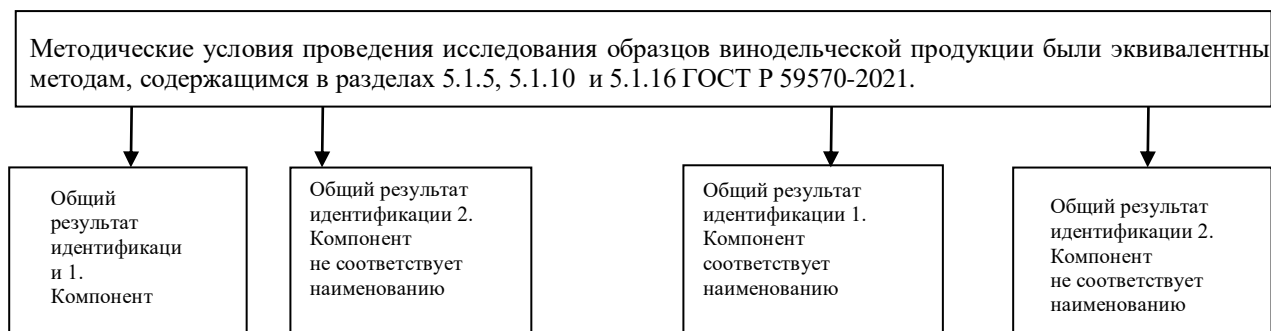 Методические условия проведения исследования образцов винодельческой продукции были эквивалентны
методам, содержащимся в разделах 5.1.5, 5.1.10 и 5.1.16 ГОСТ Р 59570-2021.
Общий
результат
идентификаци
и 1.
Компонент
Общий результат
идентификации 2.
Компонент
не соответствует
наименованию
Общий результат
идентификации 1.
Компонент
соответствует
наименованию
Общий результат
идентификации 2.
Компонент
не соответствует
наименованию